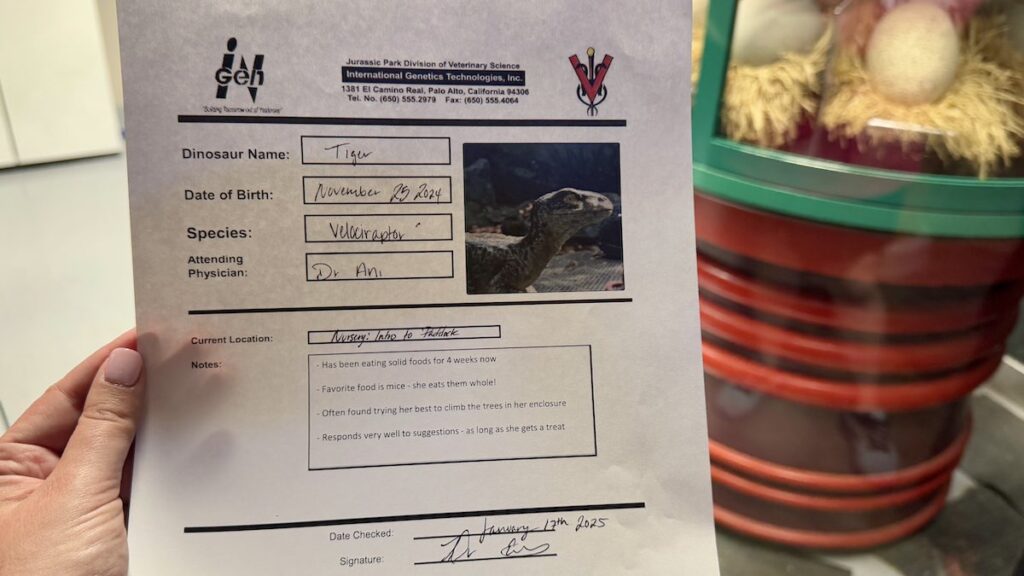 InGen
"Building Tomorrow out of Yesterday"
Jurassic Park Division of Veterinary Science
International Genetics Technologies, Inc.
1381 El Camino Real, Palo Alto, California 94306
Tel. No. (650) 555.2979 Fax: (650) 555.4064
Dinosaur Name: Tiger
Date of Birth: November 25 2024
Species: Velociraptor
Attending
Physician: Dr Ani
Current Location: Nursery: Intro to Paddock
Notes:
- Has been eating solid foods for 4 weeks now
- Favorite food is mice - she eats them whole!
- Often found trying her best to climb the trees in her enclosure
- Responds very well to suggestions - as long as she gets a treat
Date Checked: January 17th 2025
Signature: Dr